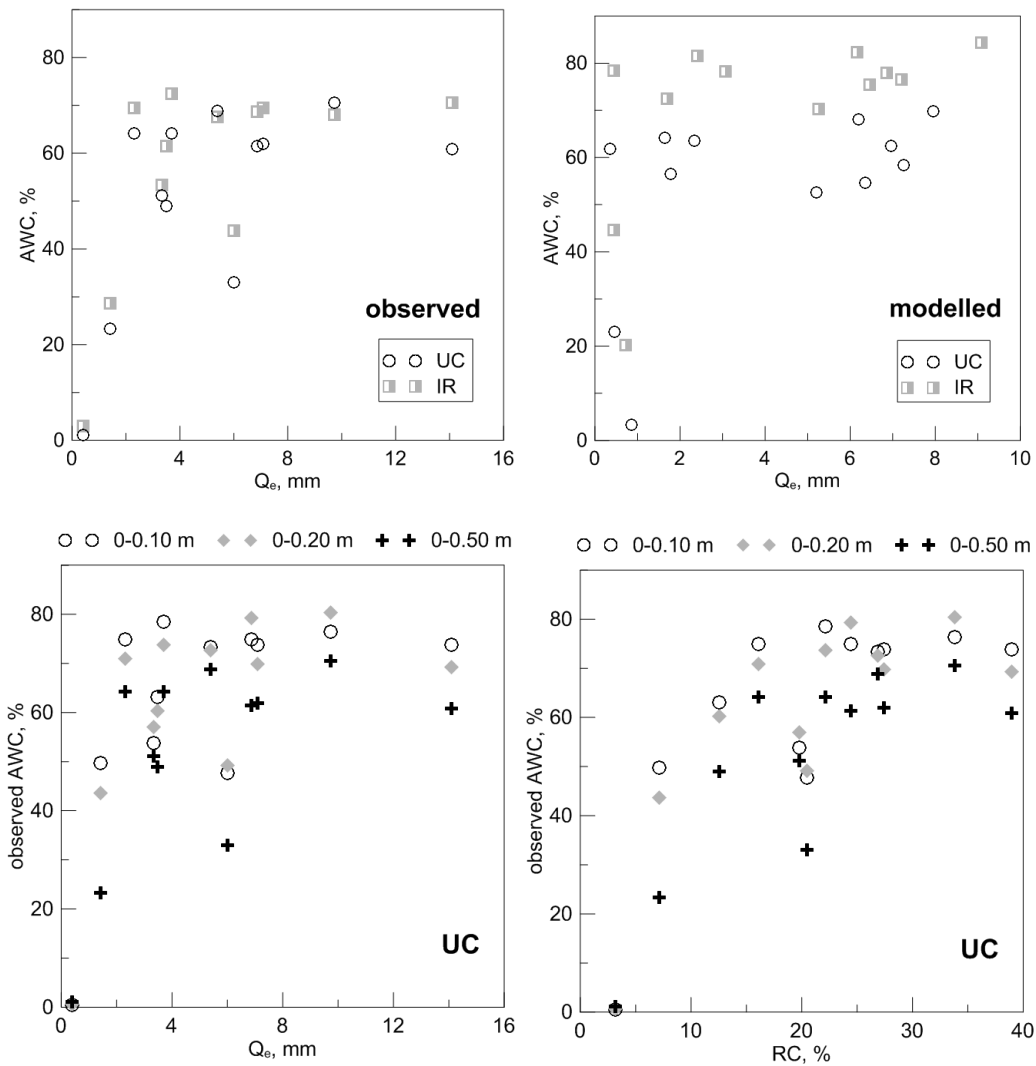 AWC, %
80
60
40
20
0
observed
UC
IR
0 4 8 12 16
Qₑ, mm
AWC, %
80
60
40
20
0
modelled
UC
IR
0 2 4 6 8 10
Qₑ, mm
0-0.10 m 0-0.20 m 0-0.50 m
observed AWC, %
80
60
40
20
0
UC
0 4 8 12 16
Qₑ, mm
0-0.10 m 0-0.20 m 0-0.50 m
observed AWC, %
80
60
40
20
0
UC
0 10 20 30 40
RC, %